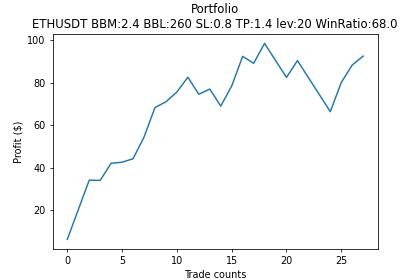 Portfolio
ETHUSDT BBM:2.4 BBL:260 SL:0.8 TP:1.4 lev:20 WinRatio:68.0
100
80
60
40
20
Profit ($)
0 5 10 15 20 25
Trade counts